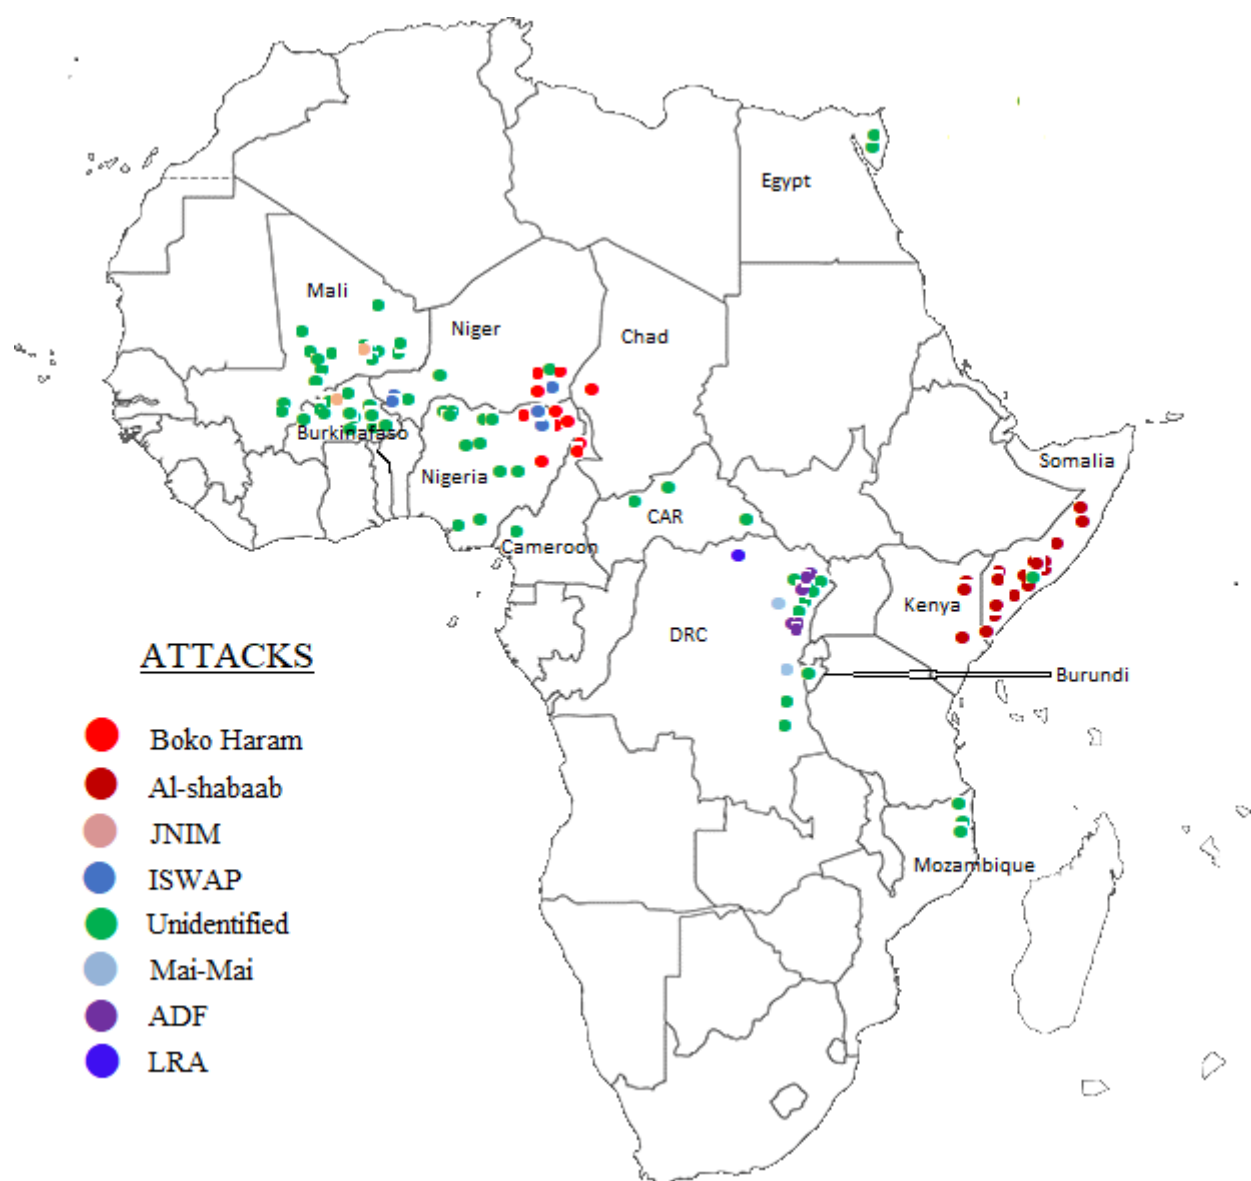 Egypt
Mali
Niger
Chad
Burkinafaso
Somalia
Nigeria
CAR
Cameroon
Kenya
DRC
ATTACKS
Burundi
Boko Haram
Al-shabaab
JNIM
Mozambique
ISWAP
Unidentified
Mai-Mai
ADF
LRA